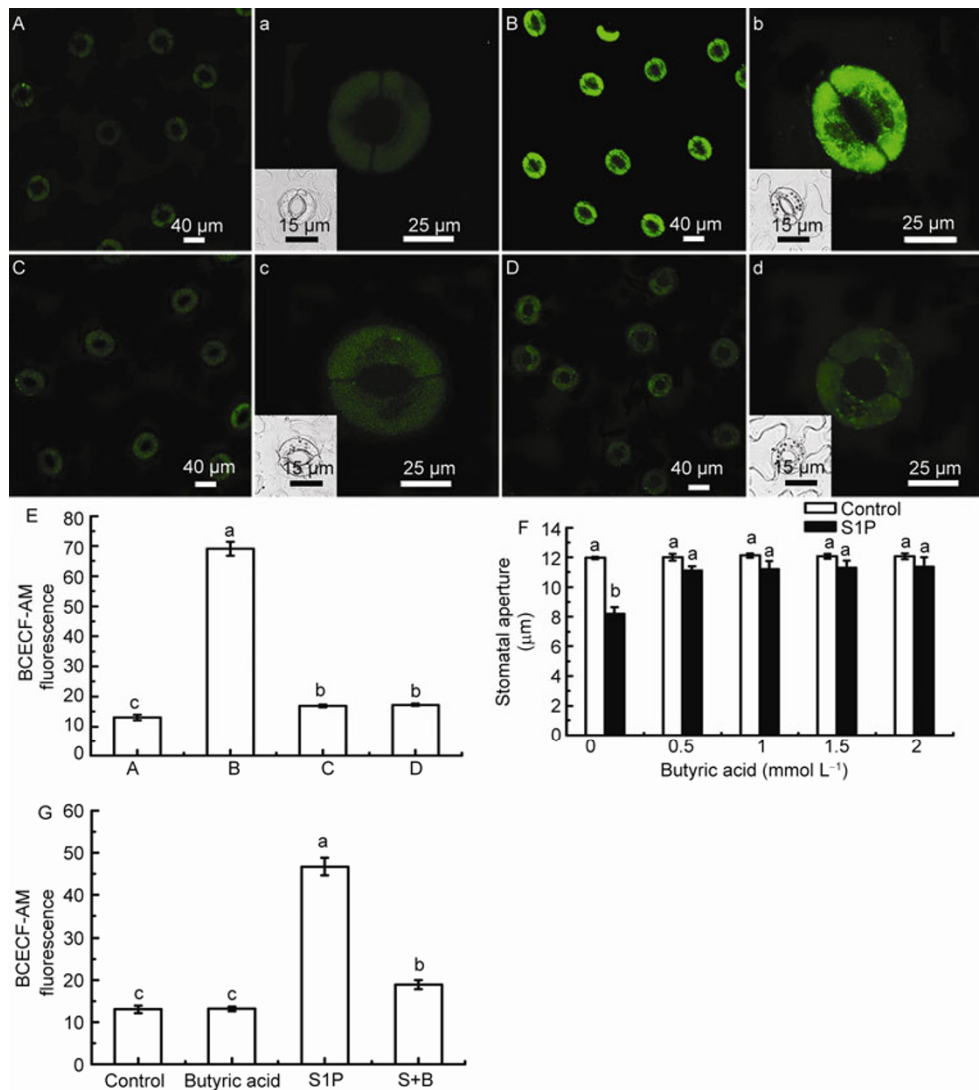 A a B b
40 µm 15 µm 25 µm 40 µm 15 µm 25 µm
C c D d
40 µm 15 µm 25 µm 40 µm 15 µm 25 µm
E
BCECF-AM
fluorescence
80
70
60
50
40
30
20
10
0
c a b b
A B C D
F
Control
S1P
Stomatal aperture
(µm)
14
12
10
8
6
4
2
0
a b a a a a a a a a
0 0.5 1 1.5 2
Butyric acid (mmol L⁻¹)
G
BCECF-AM
fluorescence
60
50
40
30
20
10
0
c c a b
Control Butyric acid S1P S+B